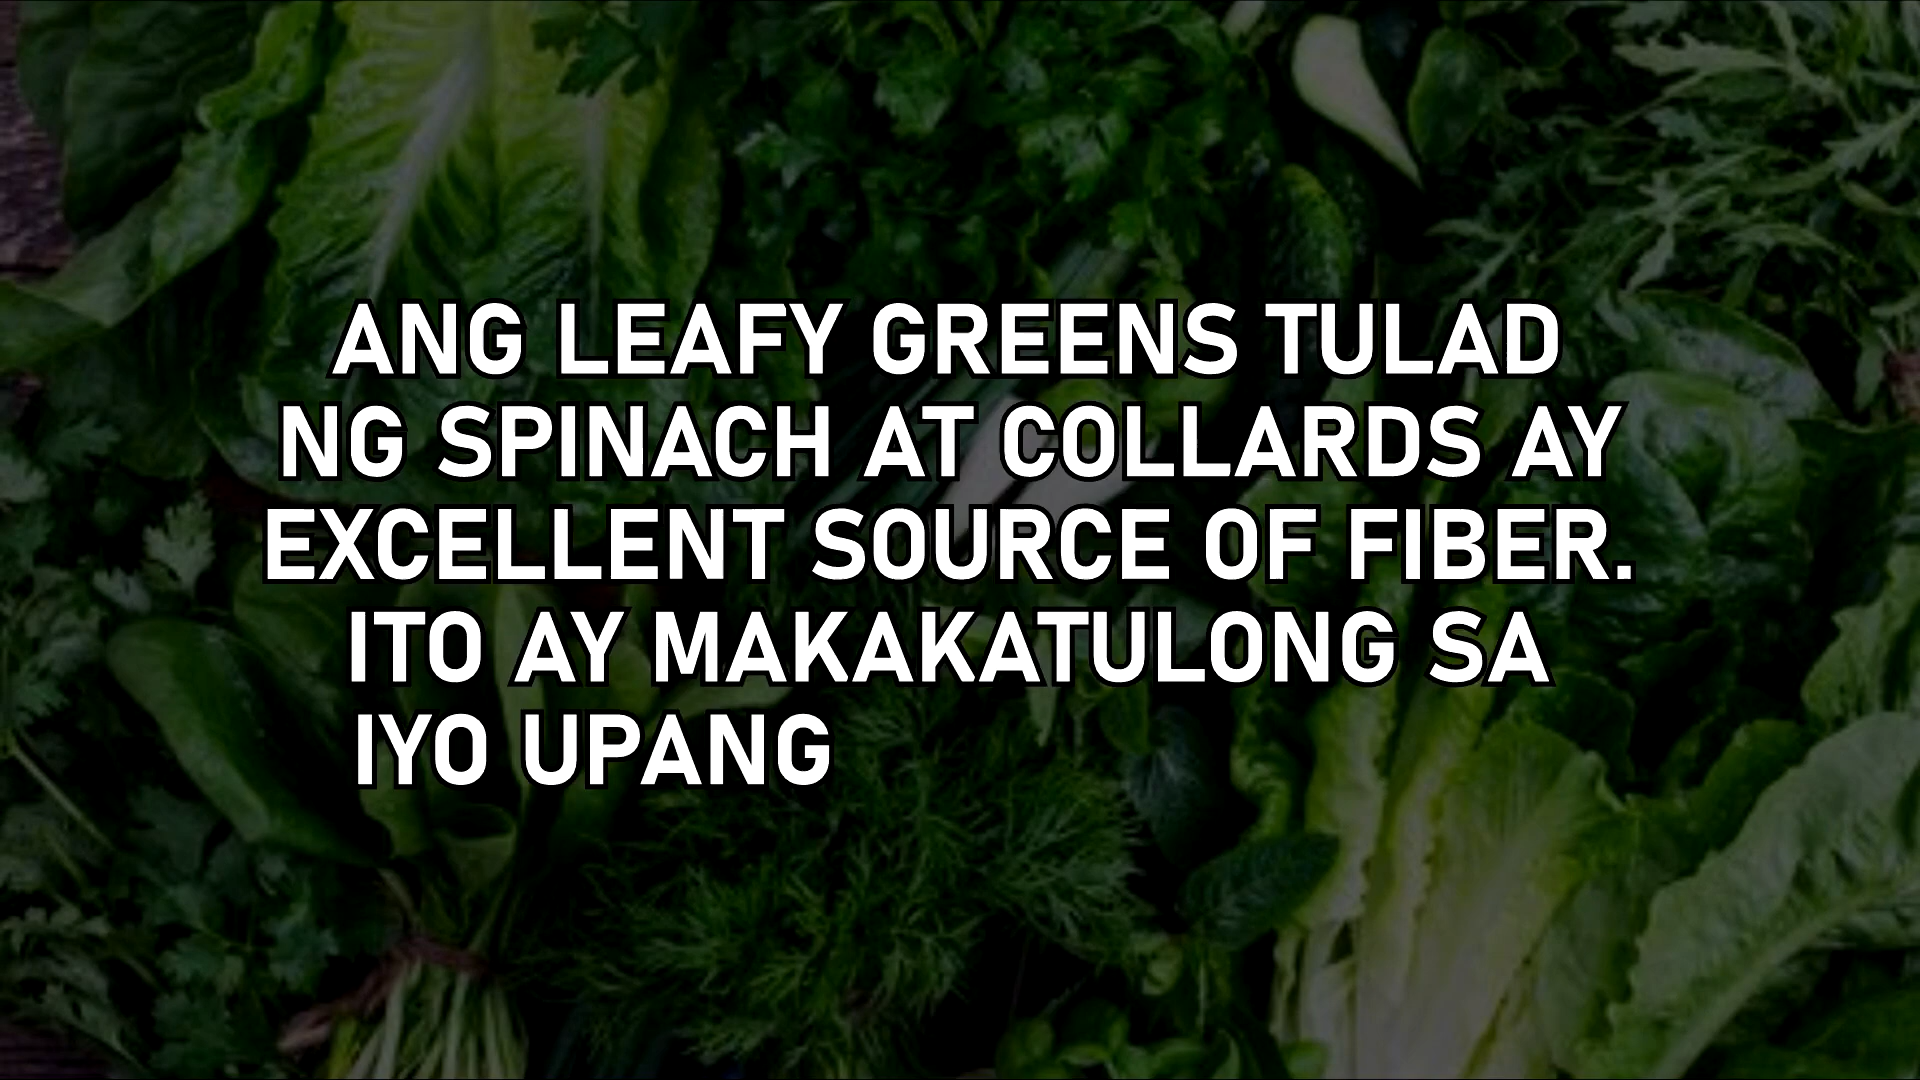 ANG LEAFY GREENS TULAD
NG SPINACH AT COLLARDS AY
EXCELLENT SOURCE OF FIBER.
ITO AY MAKAKATULONG SA
IYO UPANG